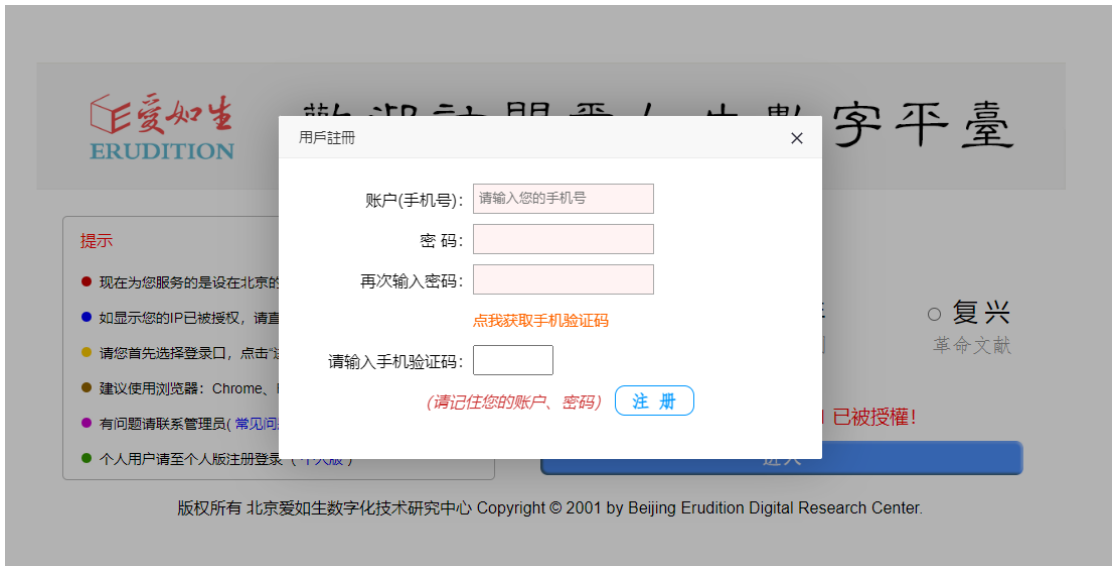 爱如生
ERUDITION
字平臺
用戶註冊
账户(手机号)： 请输入您的手机号
密 码：
再次输入密码：
点我获取手机验证码
请输入手机验证码：
(请记住您的账户、密码) 注 册
提示
现在为您服务的是设在北京的
如显示您的IP已被授权，请直
请您首先选择登录口，点击“
建议使用浏览器：Chrome、
有问题请联系管理员( 常见问
个人用户请至个人版注册登录
复兴
革命文献
已被授權！
版权所有 北京爱如生数字化技术研究中心 Copyright © 2001 by Beijing Erudition Digital Research Center.